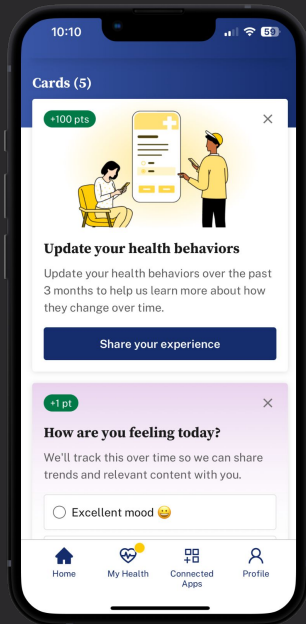 10:10
59
Cards (5)
+100 pts
Update your health behaviors
Update your health behaviors over the past
3 months to help us learn more about how
they change over time.
Share your experience
+1 pt
How are you feeling today?
We'll track this over time so we can share
trends and relevant content with you.
Excellent mood 😀
Home
My Health
Connected
Apps
Profile